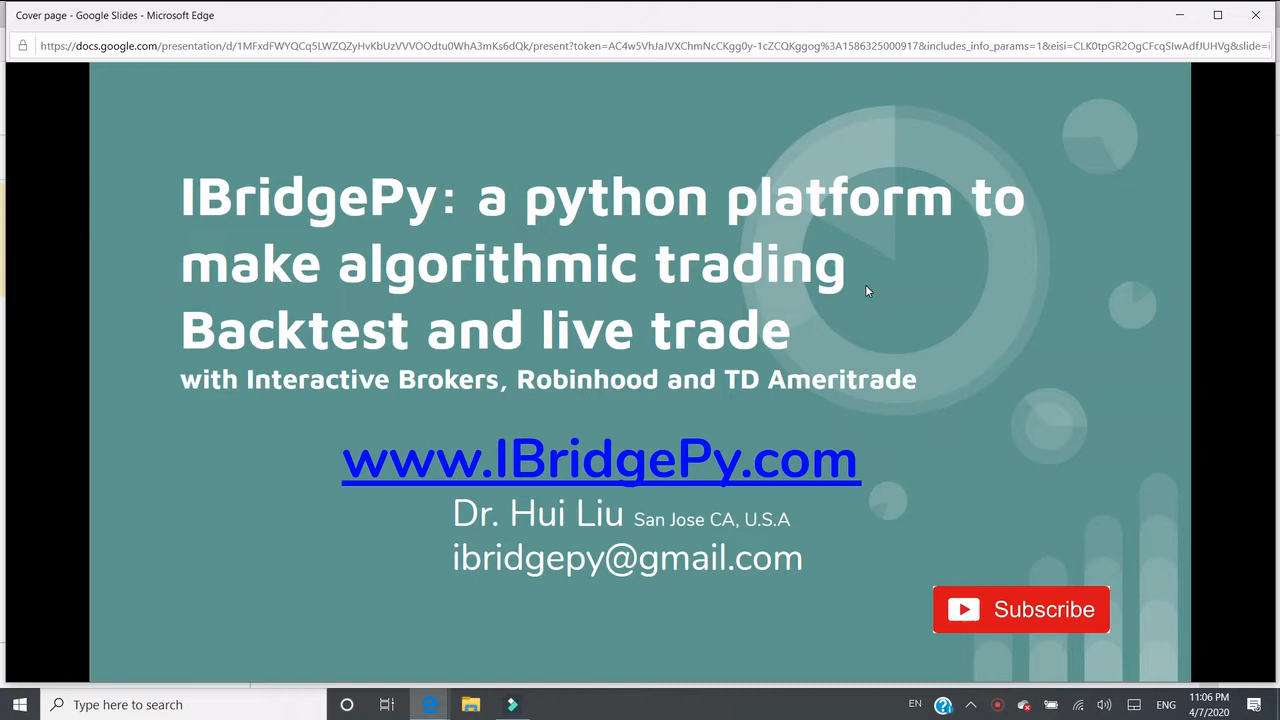 Cover page - Google Slides - Microsoft Edge
https://docs.google.com/presentation/d/1MFxdFWYQCq5LWZQZyHvKbUzVVVOOdtu0WhA3mKs6dQk/present?token=AC4w5VhJaJVXChmNcCKgg0y-1cZCQKggog%3A1586325000917&includes_info_params=1&eisi=CLK0tpGR2OgCFcqSIwAdfJUHVg&slide=i
IBridgePy: a python platform to
make algorithmic trading
Backtest and live trade
with Interactive Brokers, Robinhood and TD Ameritrade
www.IBridgePy.com
Dr. Hui Liu San Jose CA, U.S.A
ibridgepy@gmail.com
Subscribe
Type here to search
EN
ENG
11:06 PM
4/7/2020